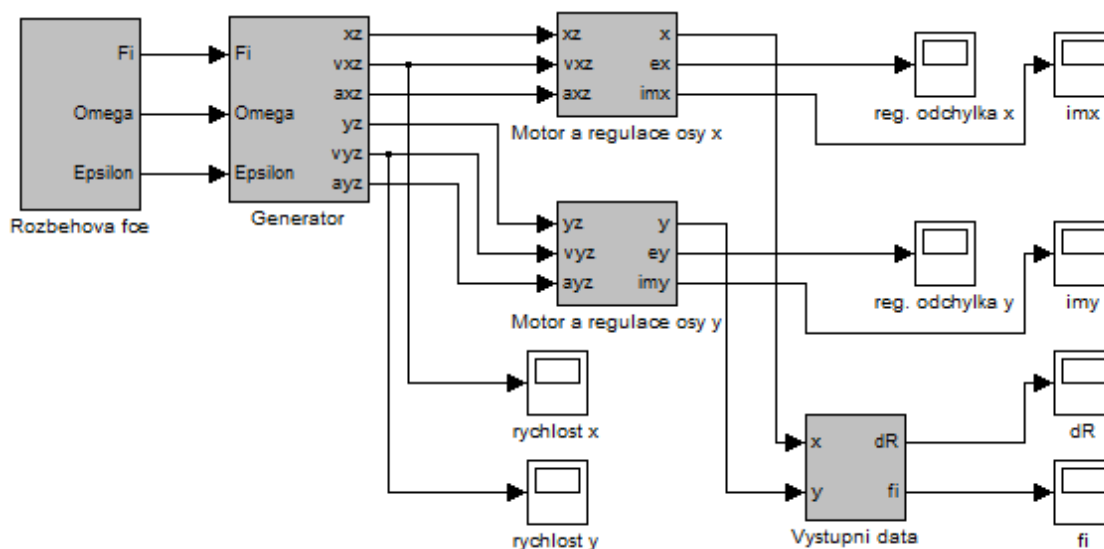 Fi
Omega
Epsilon
Rozbehova fce
Fi
Omega
Epsilon
xz
vxz
axz
yz
vyz
ayz
Generator
xz
vxz
axz
x
ex
imx
Motor a regulace osy x
yz
vyz
ayz
y
ey
imy
Motor a regulace osy y
reg. odchylka x
imx
reg. odchylka y
imy
rychlost x
rychlost y
x
y
dR
fi
Vystupni data
dR
fi